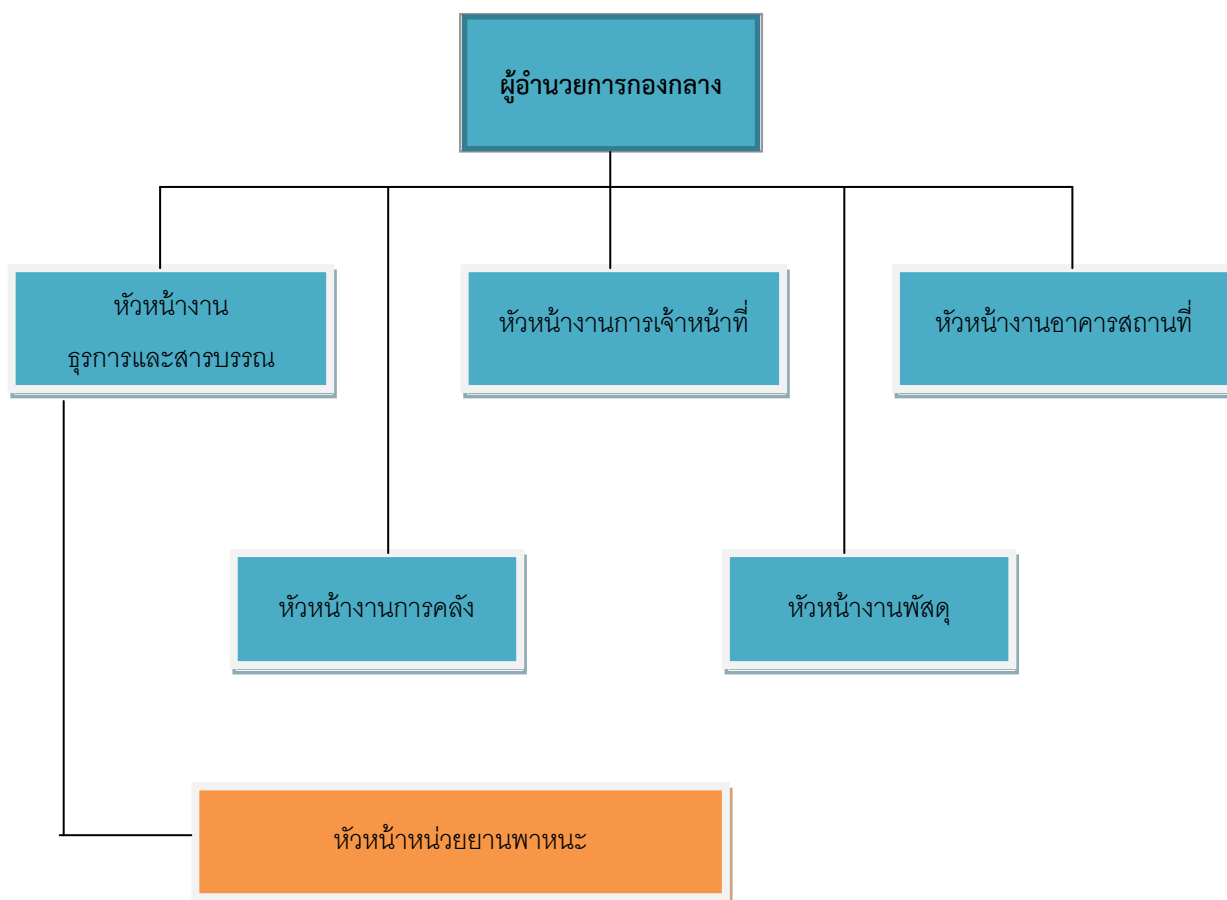 ผู้อำนวยการกองกลาง
หัวหน้างาน
ธุรการและสารบรรณ
หัวหน้างานการเจ้าหน้าที่
หัวหน้างานอาคารสถานที่
หัวหน้างานการคลัง
หัวหน้างานพัสดุ
หัวหน้าหน่วยยานพาหนะ